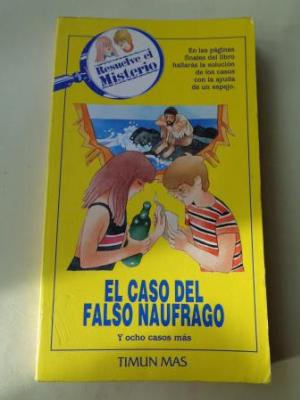 Resuelve el
Misterio
En las páginas
finales del libro
hallarás la solución
de los casos
con la ayuda
de un espejo.
EL CASO DEL
FALSO NAUFRAGO
Y ocho casos más
TIMUN MAS